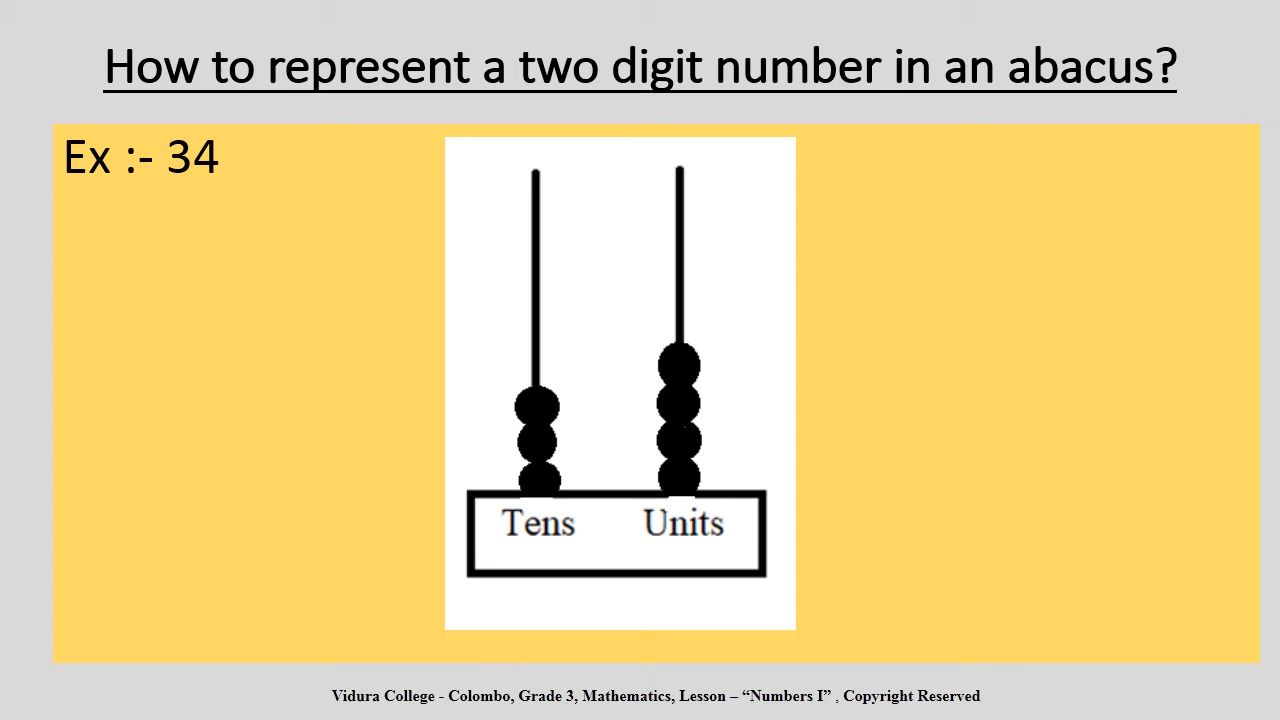 How to represent a two digit number in an abacus?
Ex :- 34
Tens Units
Vidura College - Colombo, Grade 3, Mathematics, Lesson – “Numbers I” , Copyright Reserved